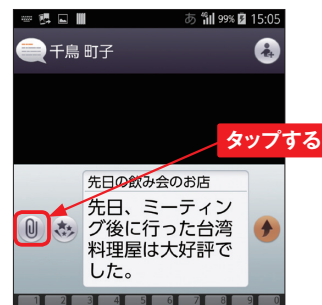 あ 4G 99% 15:05
千鳥 町子
タップする
先日の飲み会のお店
先日、ミーティン
グ後に行った台湾
料理屋は大好評で
した。
1 2 3 4 5 6 7 8 9 0